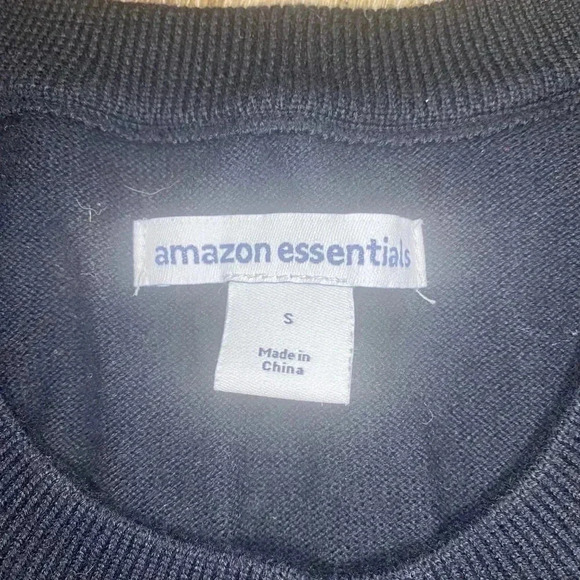 amazon essentials
S
Made in
China